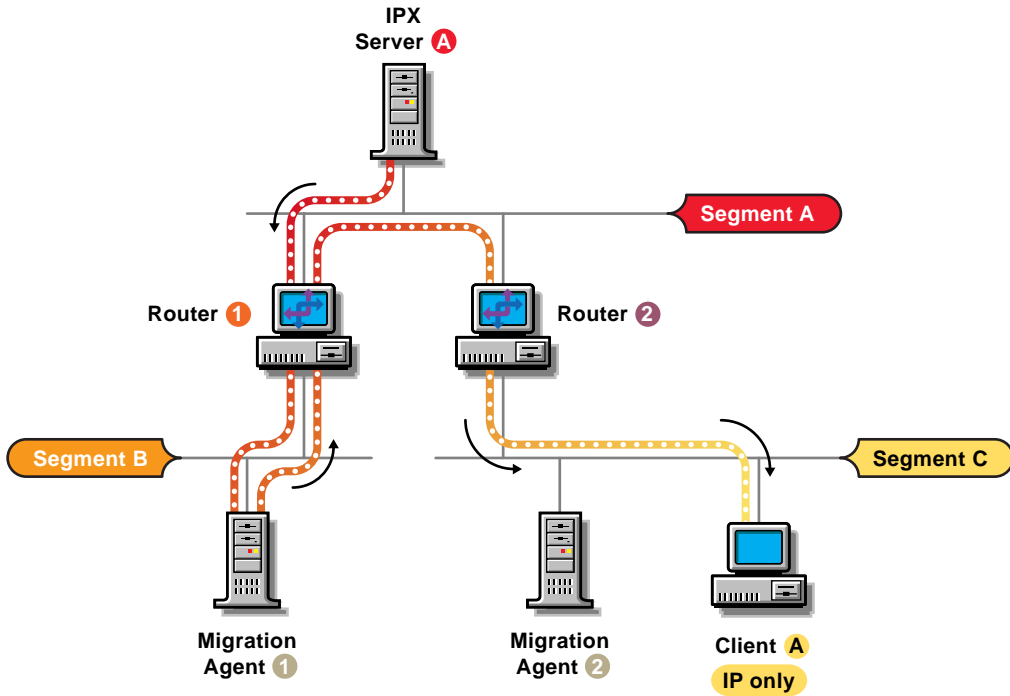 IPX
Server A
Segment A
Router 1
Router 2
Segment B
Segment C
Migration
Agent 1
Migration
Agent 2
Client A
IP only